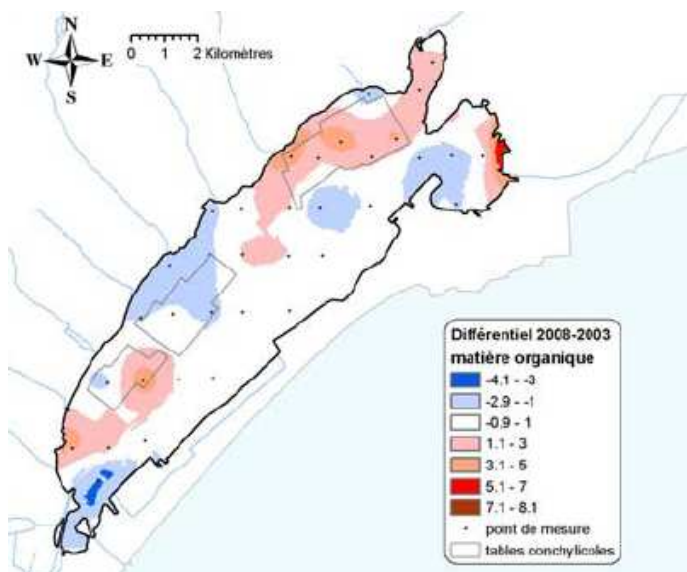 N
W E
S
0 1 2 Kilomètres
Différentiel 2008-2003
matière organique
-4.1 - -3
-2.9 - -1
-0.9 - 1
1.1 - 3
3.1 - 5
5.1 - 7
7.1 - 8.1
point de mesure
tables conchylicoles